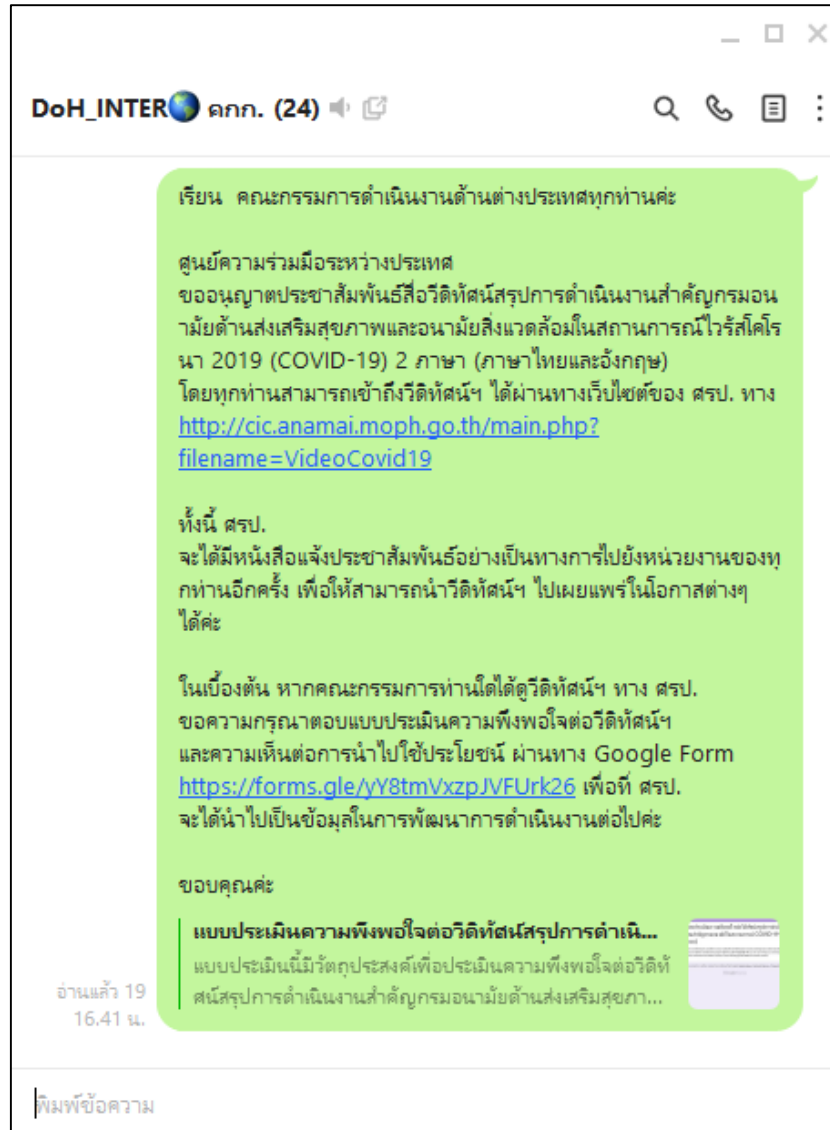 DoH_INTER🌏 คกก. (24)
เรียน  คณะกรรมการดำเนินงานด้านต่างประเทศทุกท่านค่ะ
ศูนย์ความร่วมมือระหว่างประเทศ
ขออนุญาตประชาสัมพันธ์สื่อวีดิทัศน์สรุปการดำเนินงานสำคัญกรมอน
ามัยด้านส่งเสริมสุขภาพและอนามัยสิ่งแวดล้อมในสถานการณ์ไวรัสโคโร
นา 2019 (COVID-19) 2 ภาษา (ภาษาไทยและอังกฤษ)
โดยทุกท่านสามารถเข้าถึงวีดิทัศน์ฯ ได้ผ่านทางเว็บไซต์ของ ศรป. ทาง
http://cic.anamai.moph.go.th/main.php?
filename=VideoCovid19
ทั้งนี้ ศรป.
จะได้มีหนังสือแจ้งประชาสัมพันธ์อย่างเป็นทางการไปยังหน่วยงานของทุ
กท่านอีกครั้ง เพื่อให้สามารถนำวีดิทัศน์ฯ ไปเผยแพร่ในโอกาสต่างๆ
ได้ค่ะ
ในเบื้องต้น หากคณะกรรมการท่านใดได้ดูวีดิทัศน์ฯ ทาง ศรป.
ขอความกรุณาตอบแบบประเมินความพึงพอใจต่อวีดิทัศน์ฯ
และความเห็นต่อการนำไปใช้ประโยชน์ ผ่านทาง Google Form
https://forms.gle/yY8tmVxzpJVFUrk26 เพื่อที่ ศรป.
จะได้นำไปเป็นข้อมูลในการพัฒนาการดำเนินงานต่อไปค่ะ
ขอบคุณค่ะ
แบบประเมินความพึงพอใจต่อวีดิทัศน์สรุปการดำเนิ...
แบบประเมินนี้มีวัตถุประสงค์เพื่อประเมินความพึงพอใจต่อวีดิทั
ศน์สรุปการดำเนินงานสำคัญกรมอนามัยด้านส่งเสริมสุขภา...
อ่านแล้ว 19
16.41 น.
พิมพ์ข้อความ